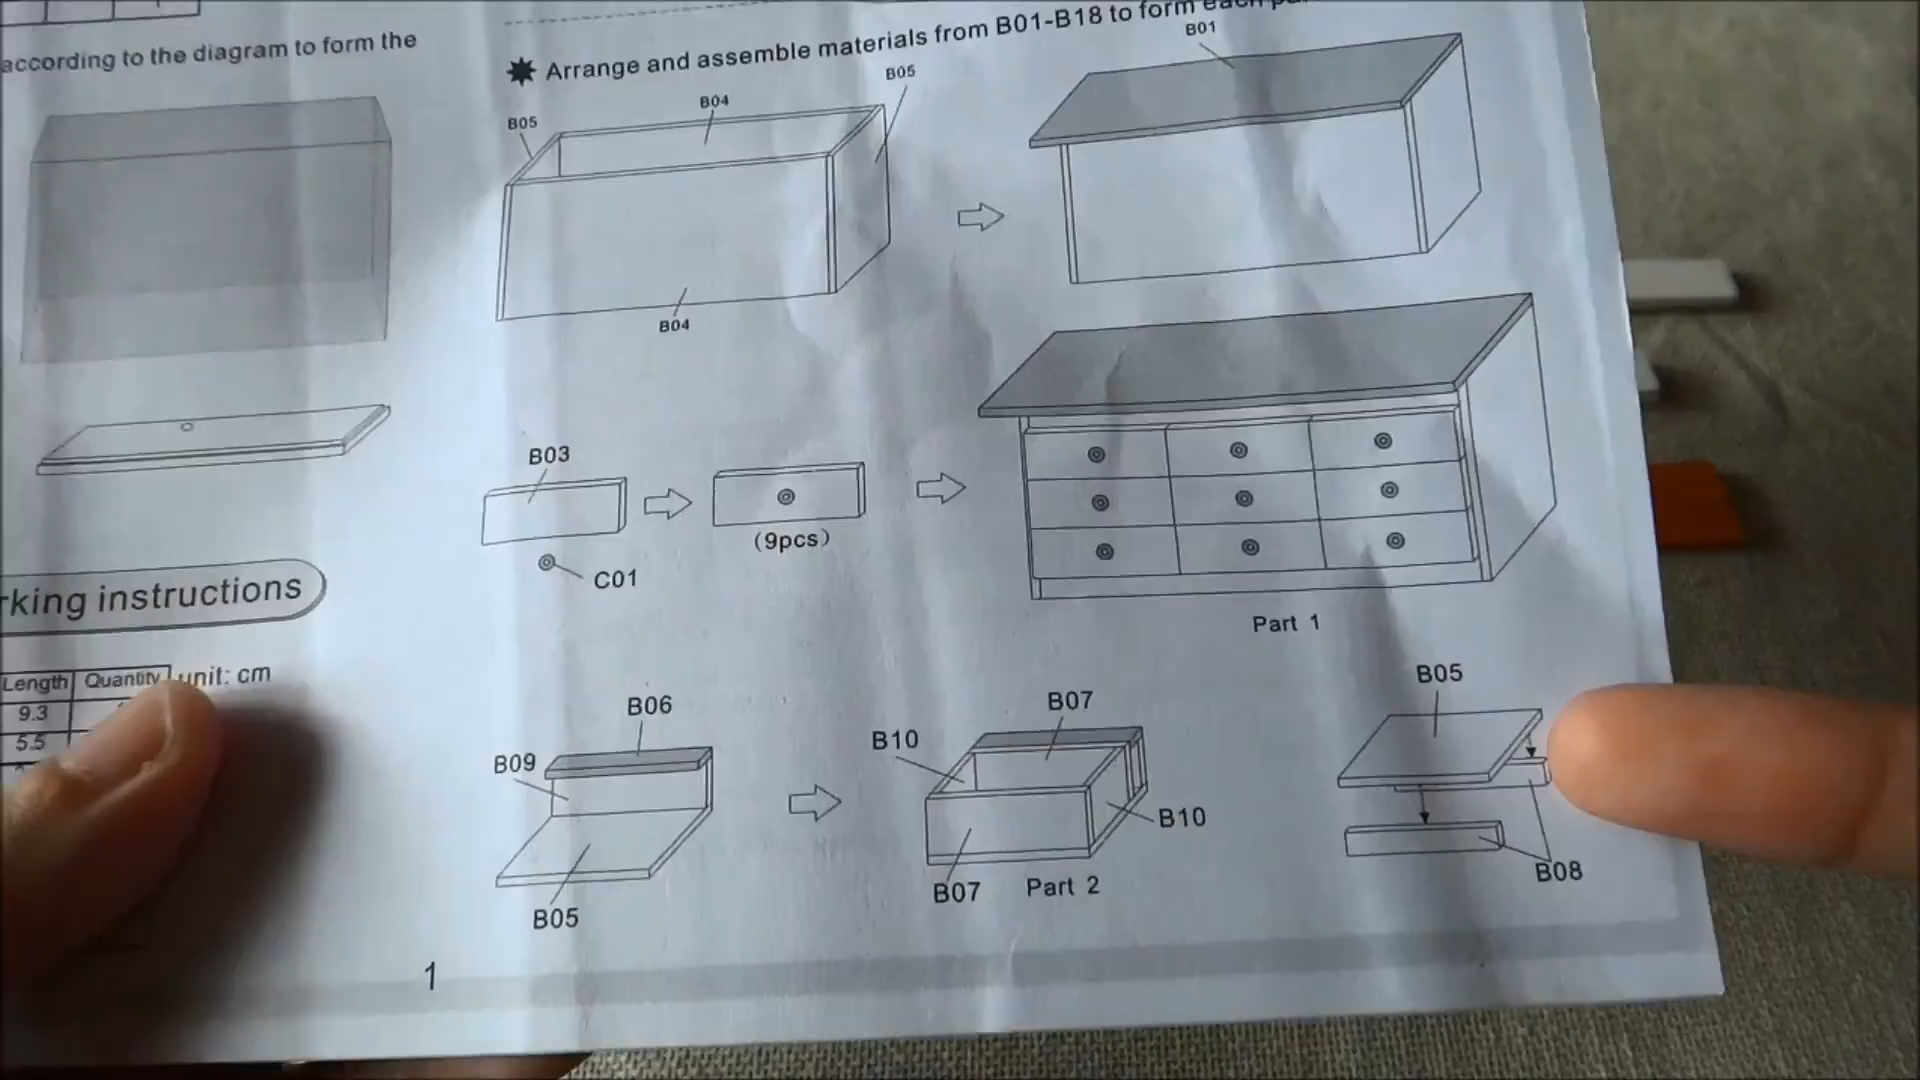 according to the diagram to form the
Arrange and assemble materials from B01-B18 to form each
B01
B05
B04
B05
B04
B03
(9pcs)
C01
Part 1
rking instructions
Length Quantity unit: cm
9.3
5.5
B06
B09
B05
B07
B10
B10
B07 Part 2
B05
B08
1